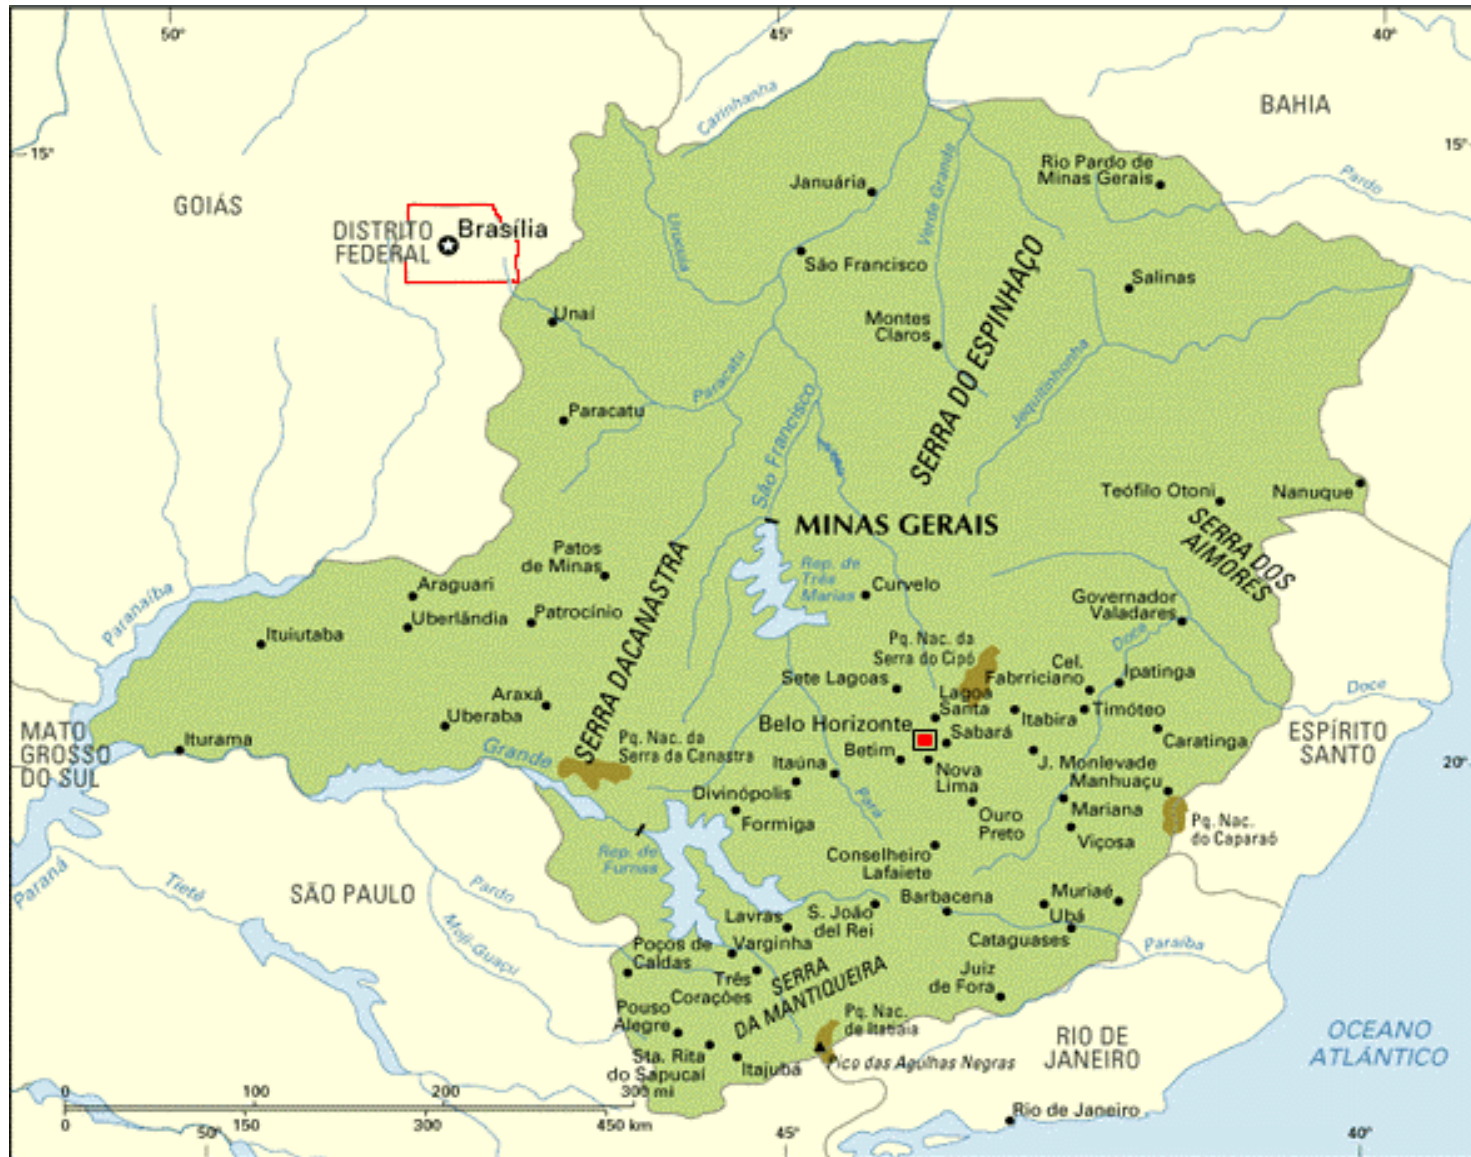 50°
45°
40°
BAHIA
Carinhanha
15°
15°
Rio Pardo de
Minas Gerais
Januária
Verde Grande
Pardo
GOIÁS
DISTRITO
FEDERAL
Brasília
Urucuia
São Francisco
Salinas
Unaí
Montes
Claros
SERRA DO ESPINHAÇO
Jequitinhonha
Paracatu
Paracatu
São Francisco
Teófilo Otoni
Nanuque
MINAS GERAIS
SERRA DOS
AIMORES
Patos
de Minas
Rep. de
Três
Marias
Curvelo
Araguari
Uberlândia
Patrocínio
Paranaíba
Ituiutaba
SERRA DACANASTRA
Governador
Valadares
Doce
Pq. Nac. da
Serra do Cipó
Cel.
Fabrriciano
Ipatinga
Sete Lagoas
Lagoa
Santa
Araxá
Uberaba
Itabira
Timóteo
Doce
Belo Horizonte
Sabará
Caratinga
ESPÍRITO
SANTO
MATO
GROSSO
DO SUL
Iturama
Grande
Pq. Nac. da
Serra da Canastra
Betim
Itaúna
Nova
Lima
J. Monlevade
Manhuaçu
20°
Divinópolis
Formiga
Pará
Ouro
Preto
Mariana
Viçosa
Pq. Nac.
do Caparaó
Rep. de
Furnas
Conselheiro
Lafaiete
Paraná
Tietê
SÃO PAULO
Pardo
Moji-Guaçu
Barbacena
Muriaé
Lavras
S. João
del Rei
Ubá
Cataguases
Paraíba
Varginha
Poços de
Caldas
Três
Corações
SERRA
DA MANTIQUEIRA
Juiz
de Fora
Pouso
Alegre
Pq. Nac.
de Itatiaia
Pico das Agulhas Negras
RIO DE
JANEIRO
OCEANO
ATLÁNTICO
Sta. Rita
do Sapucaí
Itajubá
0 100 200 300 mi
0 150 300 450 km
Rio de Janeiro
50°
45°
40°